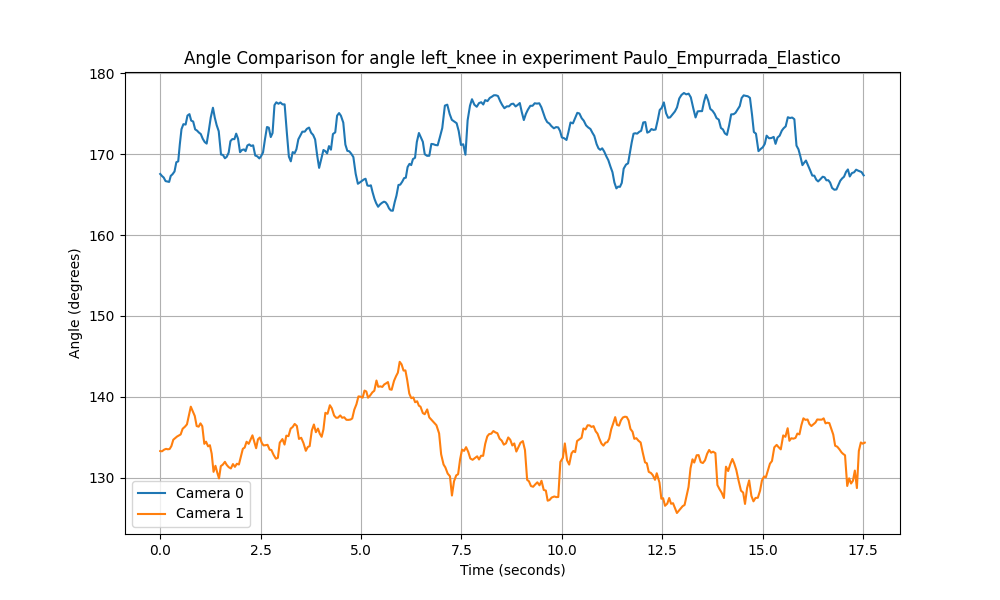 Angle Comparison for angle left_knee in experiment Paulo_Empurrada_Elastico
Angle (degrees)
180
170
160
150
140
130
Camera 0
Camera 1
0.0 2.5 5.0 7.5 10.0 12.5 15.0 17.5
Time (seconds)